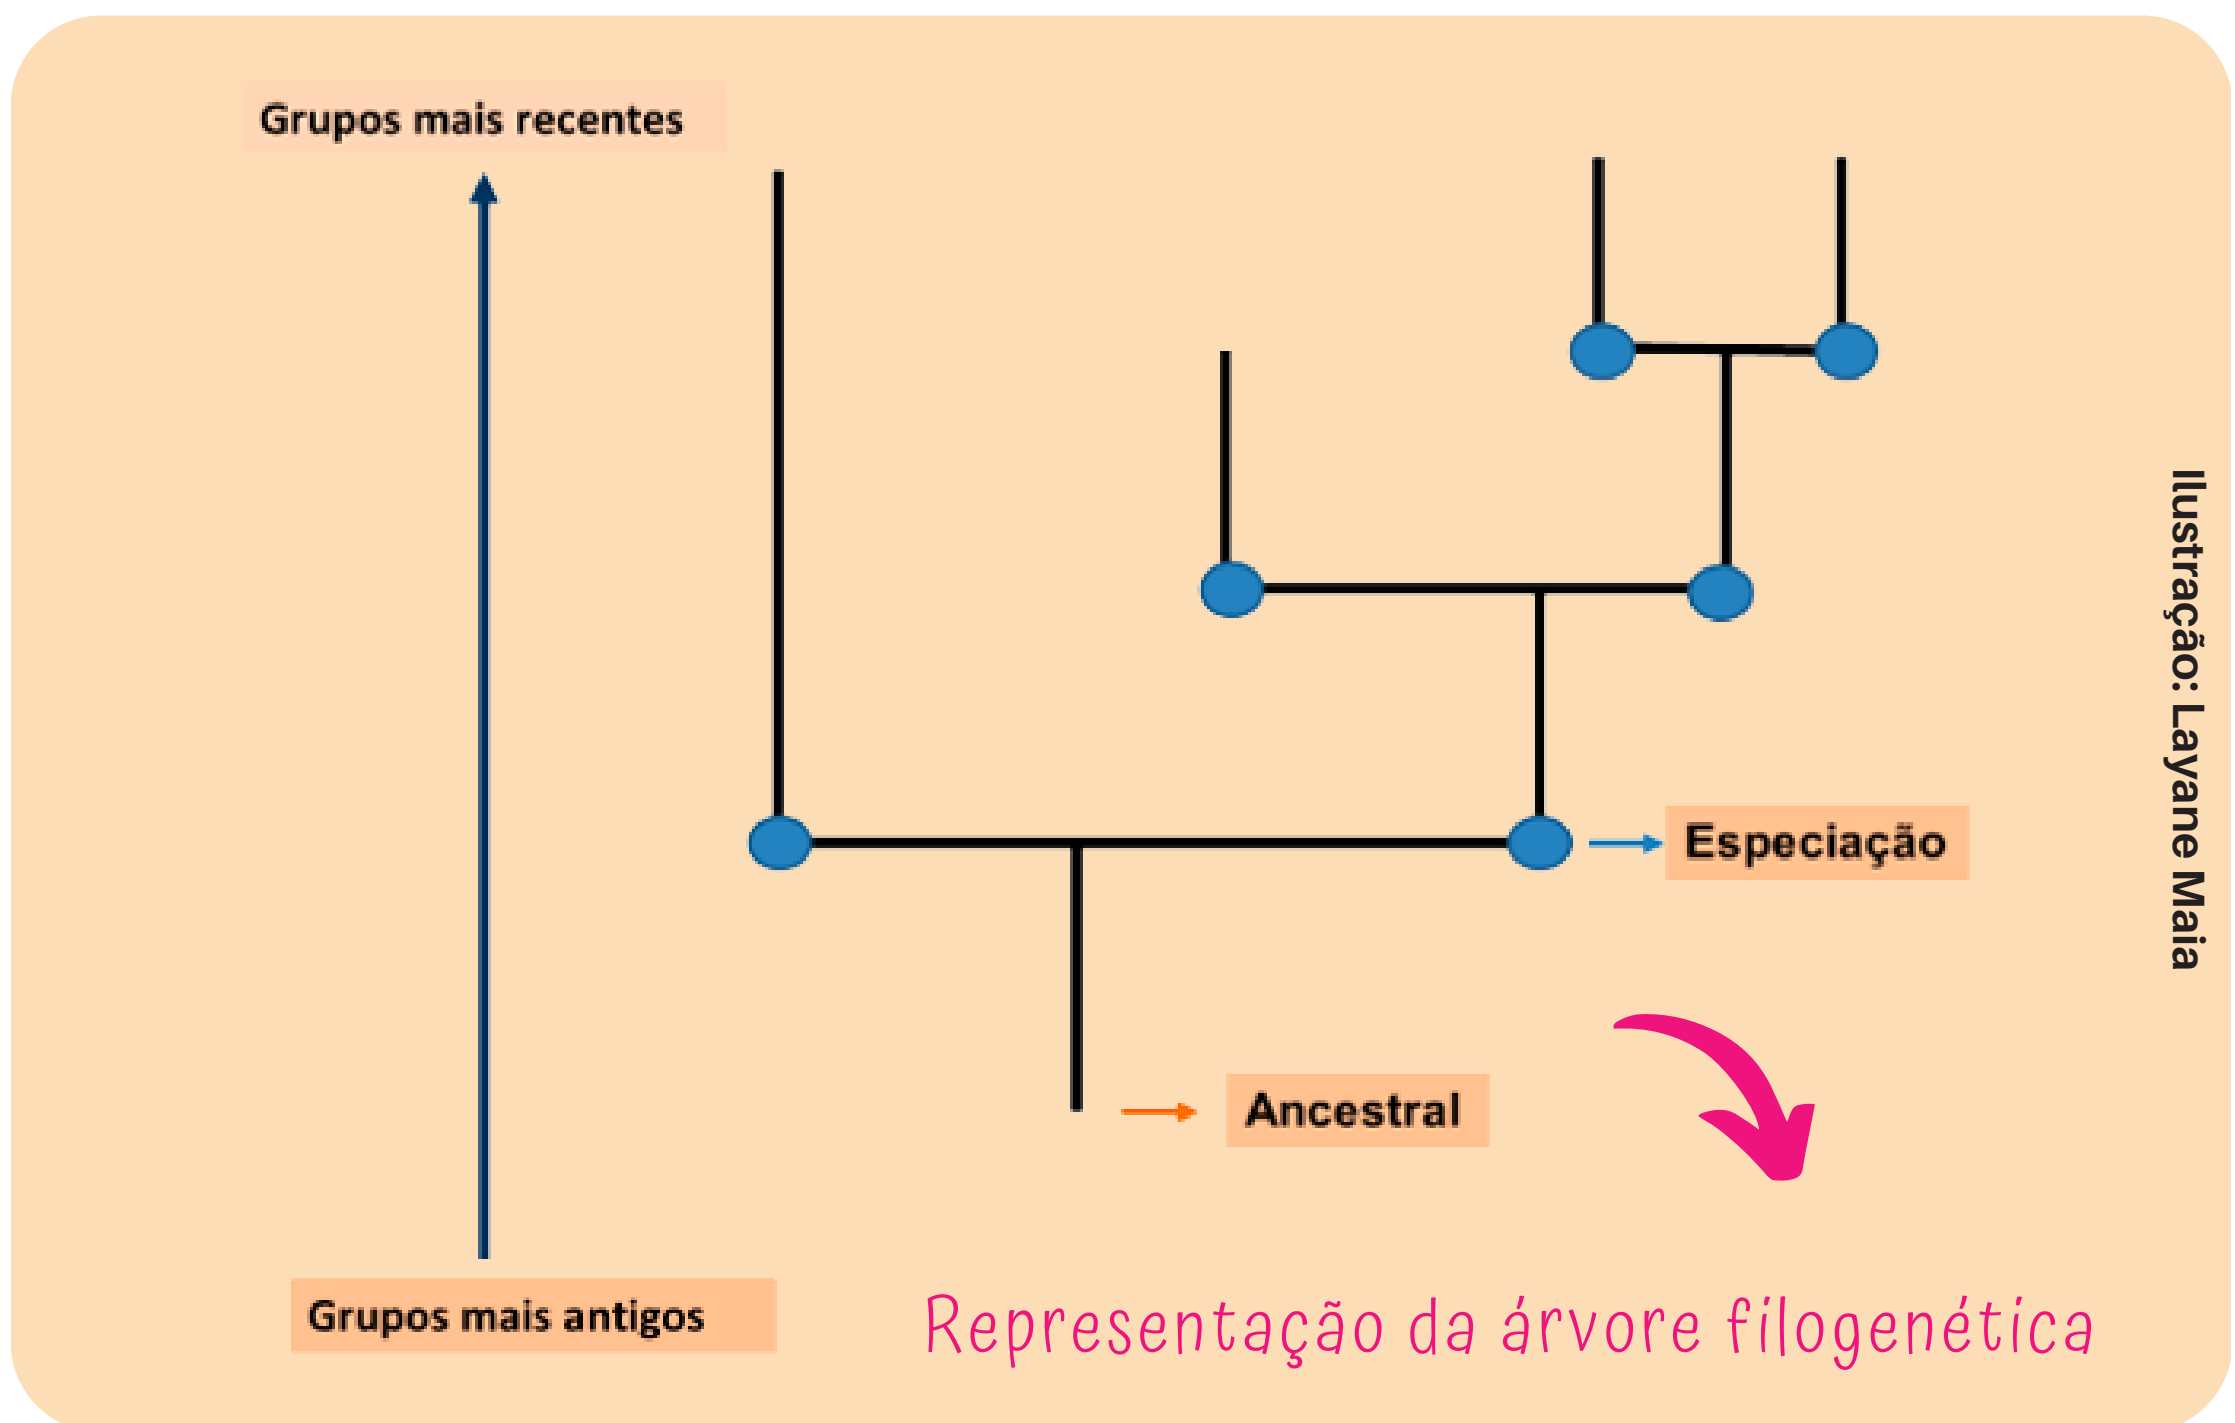 Grupos mais recentes
Especiação
Ancestral
Grupos mais antigos
Representação da árvore filogenética
Ilustração: Layane Maia